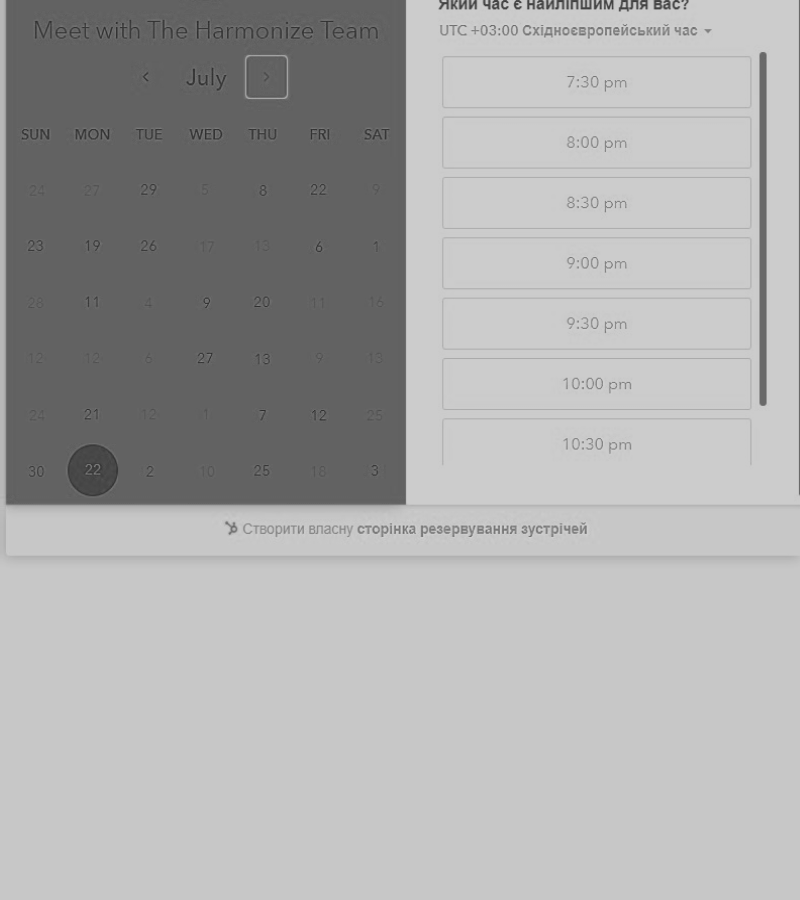 Meet with The Harmonize Team
July
SUN MON TUE WED THU FRI SAT
24 27 29 5 8 22 9
23 19 26 17 13 6 1
28 11 4 9 20 11 16
12 12 6 27 13 9 13
24 21 12 1 7 12 25
30 22 2 10 25 18 3
Який час є найліпшим для вас?
UTC +03:00 Східноєвропейський час
7:30 pm
8:00 pm
8:30 pm
9:00 pm
9:30 pm
10:00 pm
10:30 pm
Створити власну сторінка резервування зустрічей